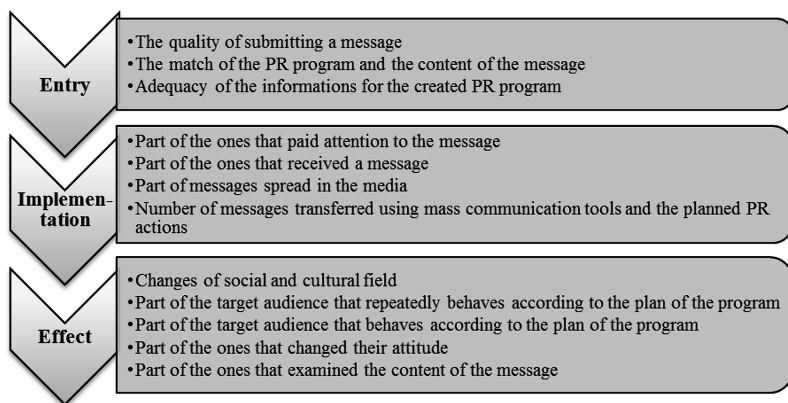 Entry
•The quality of submitting a message
•The match of the PR program and the content of the message
•Adequacy of the informations for the created PR program
Implemen-
tation
•Part of the ones that paid attention to the message
•Part of the ones that received a message
•Part of messages spread in the media
•Number of messages transferred using mass communication tools and the planned PR
actions
Effect
•Changes of social and cultural field
•Part of the target audience that repeatedly behaves according to the plan of the program
•Part of the target audience that behaves according to the plan of the program
•Part of the ones that changed their attitude
•Part of the ones that examined the content of the message